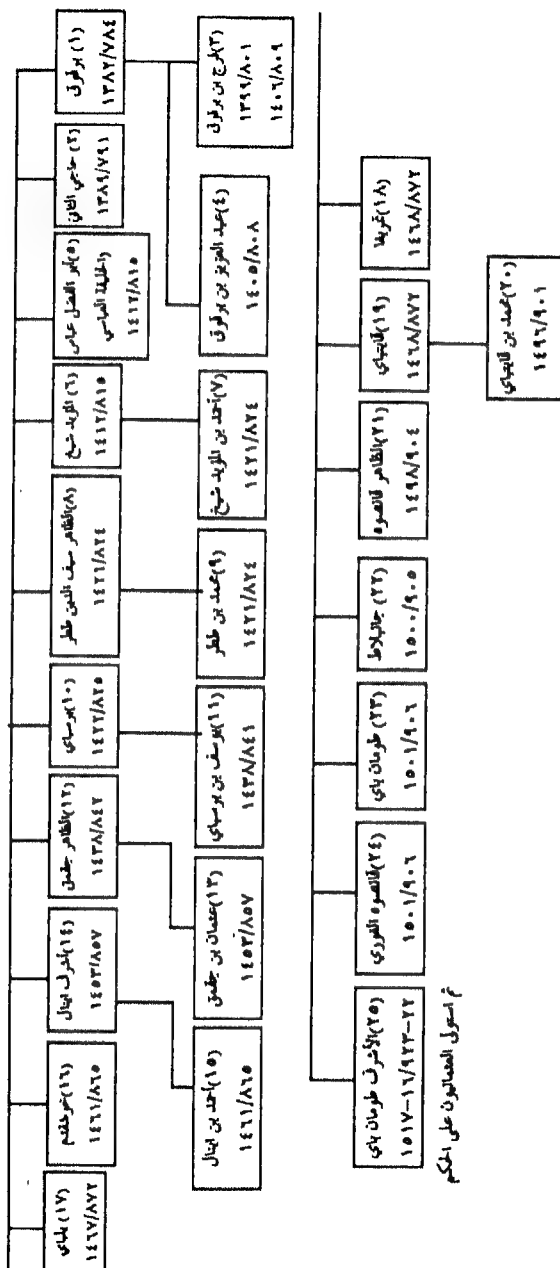 (١) برقوق
١٣٨٢/٧٨٤
(٢) حاجي الثاني
١٣٨٩/٧٩١
(٣)فرج بن برقوق
١٣٩٩/٨٠١
١٤٠٦/٨٠٩
(٤)عبد العزيز بن برقوق
١٤٠٥/٨٠٨
(٥)أبو الفضل عباس
والخليفة العباسي
١٤١٢/٨١٥
(٦) المؤيد شيخ
١٤١٢/٨١٥
(٧)أحمد بن المؤيد شيخ
١٤٢١/٨٢٤
(٨)الظاهر سيف الدين ططر
١٤٢١/٨٢٤
(٩)محمد بن ططر
١٤٢١/٨٢٤
(١٠)برسباي
١٤٢٢/٨٢٥
(١١)يوسف بن برسباي
١٤٣٨/٨٤١
(١٢)الظاهر جقمق
١٤٣٨/٨٤٢
(١٣)عثمان بن جقمق
١٤٥٣/٨٥٧
(١٤)أشرف اينال
١٤٥٣/٨٥٧
(١٥)أحمد بن اينال
١٤٦١/٨٦٥
(١٦)خوشقدم
١٤٦١/٨٦٥
(١٧)يلباي
١٤٦٧/٨٧٢
(١٨)تمربغا
١٤٦٨/٨٧٢
(١٩)قايتباي
١٤٦٨/٨٧٢
(٢٠)محمد بن قايتباي
١٤٩٦/٩٠١
(٢١)الظاهر قانصوه
١٤٩٨/٩٠٤
(٢٢)جانبلاط
١٥٠٠/٩٠٥
(٢٣)طومان باي
١٥٠١/٩٠٦
(٢٤)قانصوه الغوري
١٥٠١/٩٠٦
(٢٥)الأشرف طومان باي
١٥١٧-١٦/٩٢٣-٢٢
ثم استولى العثمانيون على الحكم